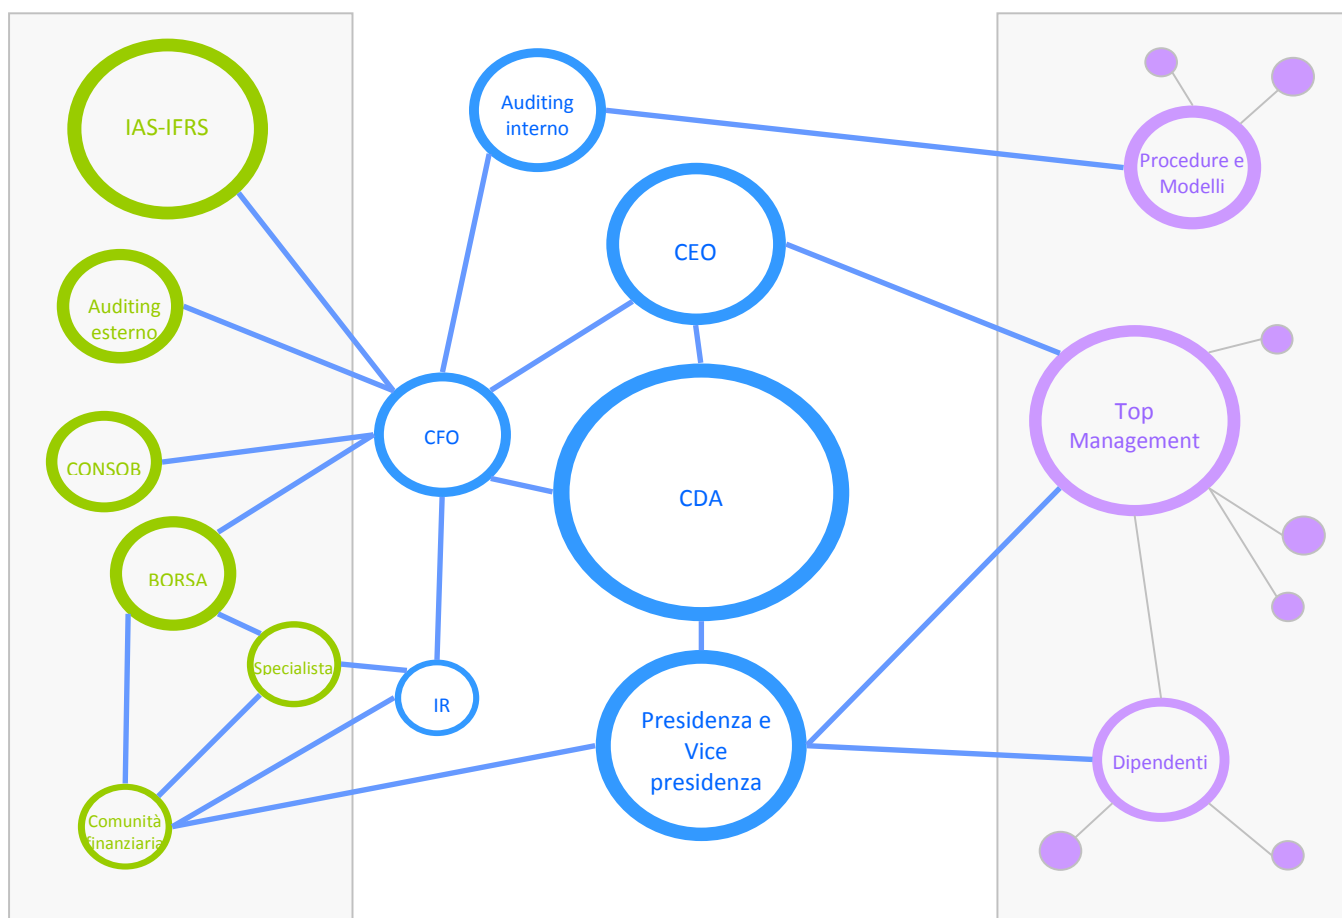 IAS-IFRS
Auditing
esterno
CONSOB
BORSA
Specialista
Comunità
finanziaria
Auditing
interno
CEO
CFO
CDA
IR
Presidenza e
Vice
presidenza
Procedure e
Modelli
Top
Management
Dipendenti